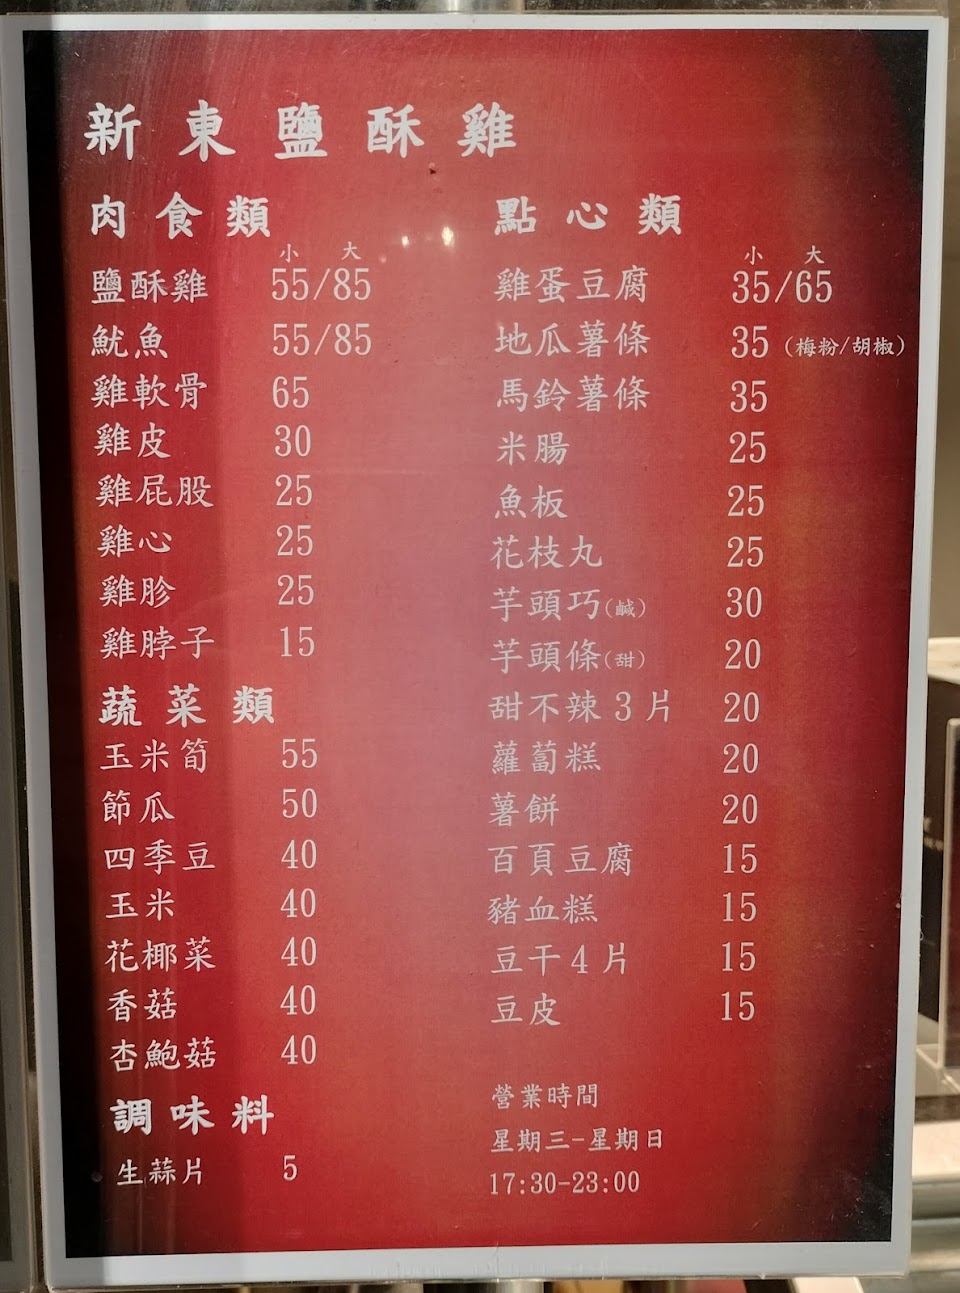 新東鹽酥雞
肉食類
小 大
鹽酥雞 55/85
魷魚 55/85
雞軟骨 65
雞皮 30
雞屁股 25
雞心 25
雞胗 25
雞脖子 15
蔬菜類
玉米筍 55
節瓜 50
四季豆 40
玉米 40
花椰菜 40
香菇 40
杏鮑菇 40
調味料
生蒜片 5
點心類
小 大
雞蛋豆腐 35/65
地瓜薯條 35 (梅粉/胡椒)
馬鈴薯條 35
米腸 25
魚板 25
花枝丸 25
芋頭巧(鹹) 30
芋頭條(甜) 20
甜不辣3片 20
蘿蔔糕 20
薯餅 20
百頁豆腐 15
豬血糕 15
豆干4片 15
豆皮 15
營業時間
星期三-星期日
17:30-23:00